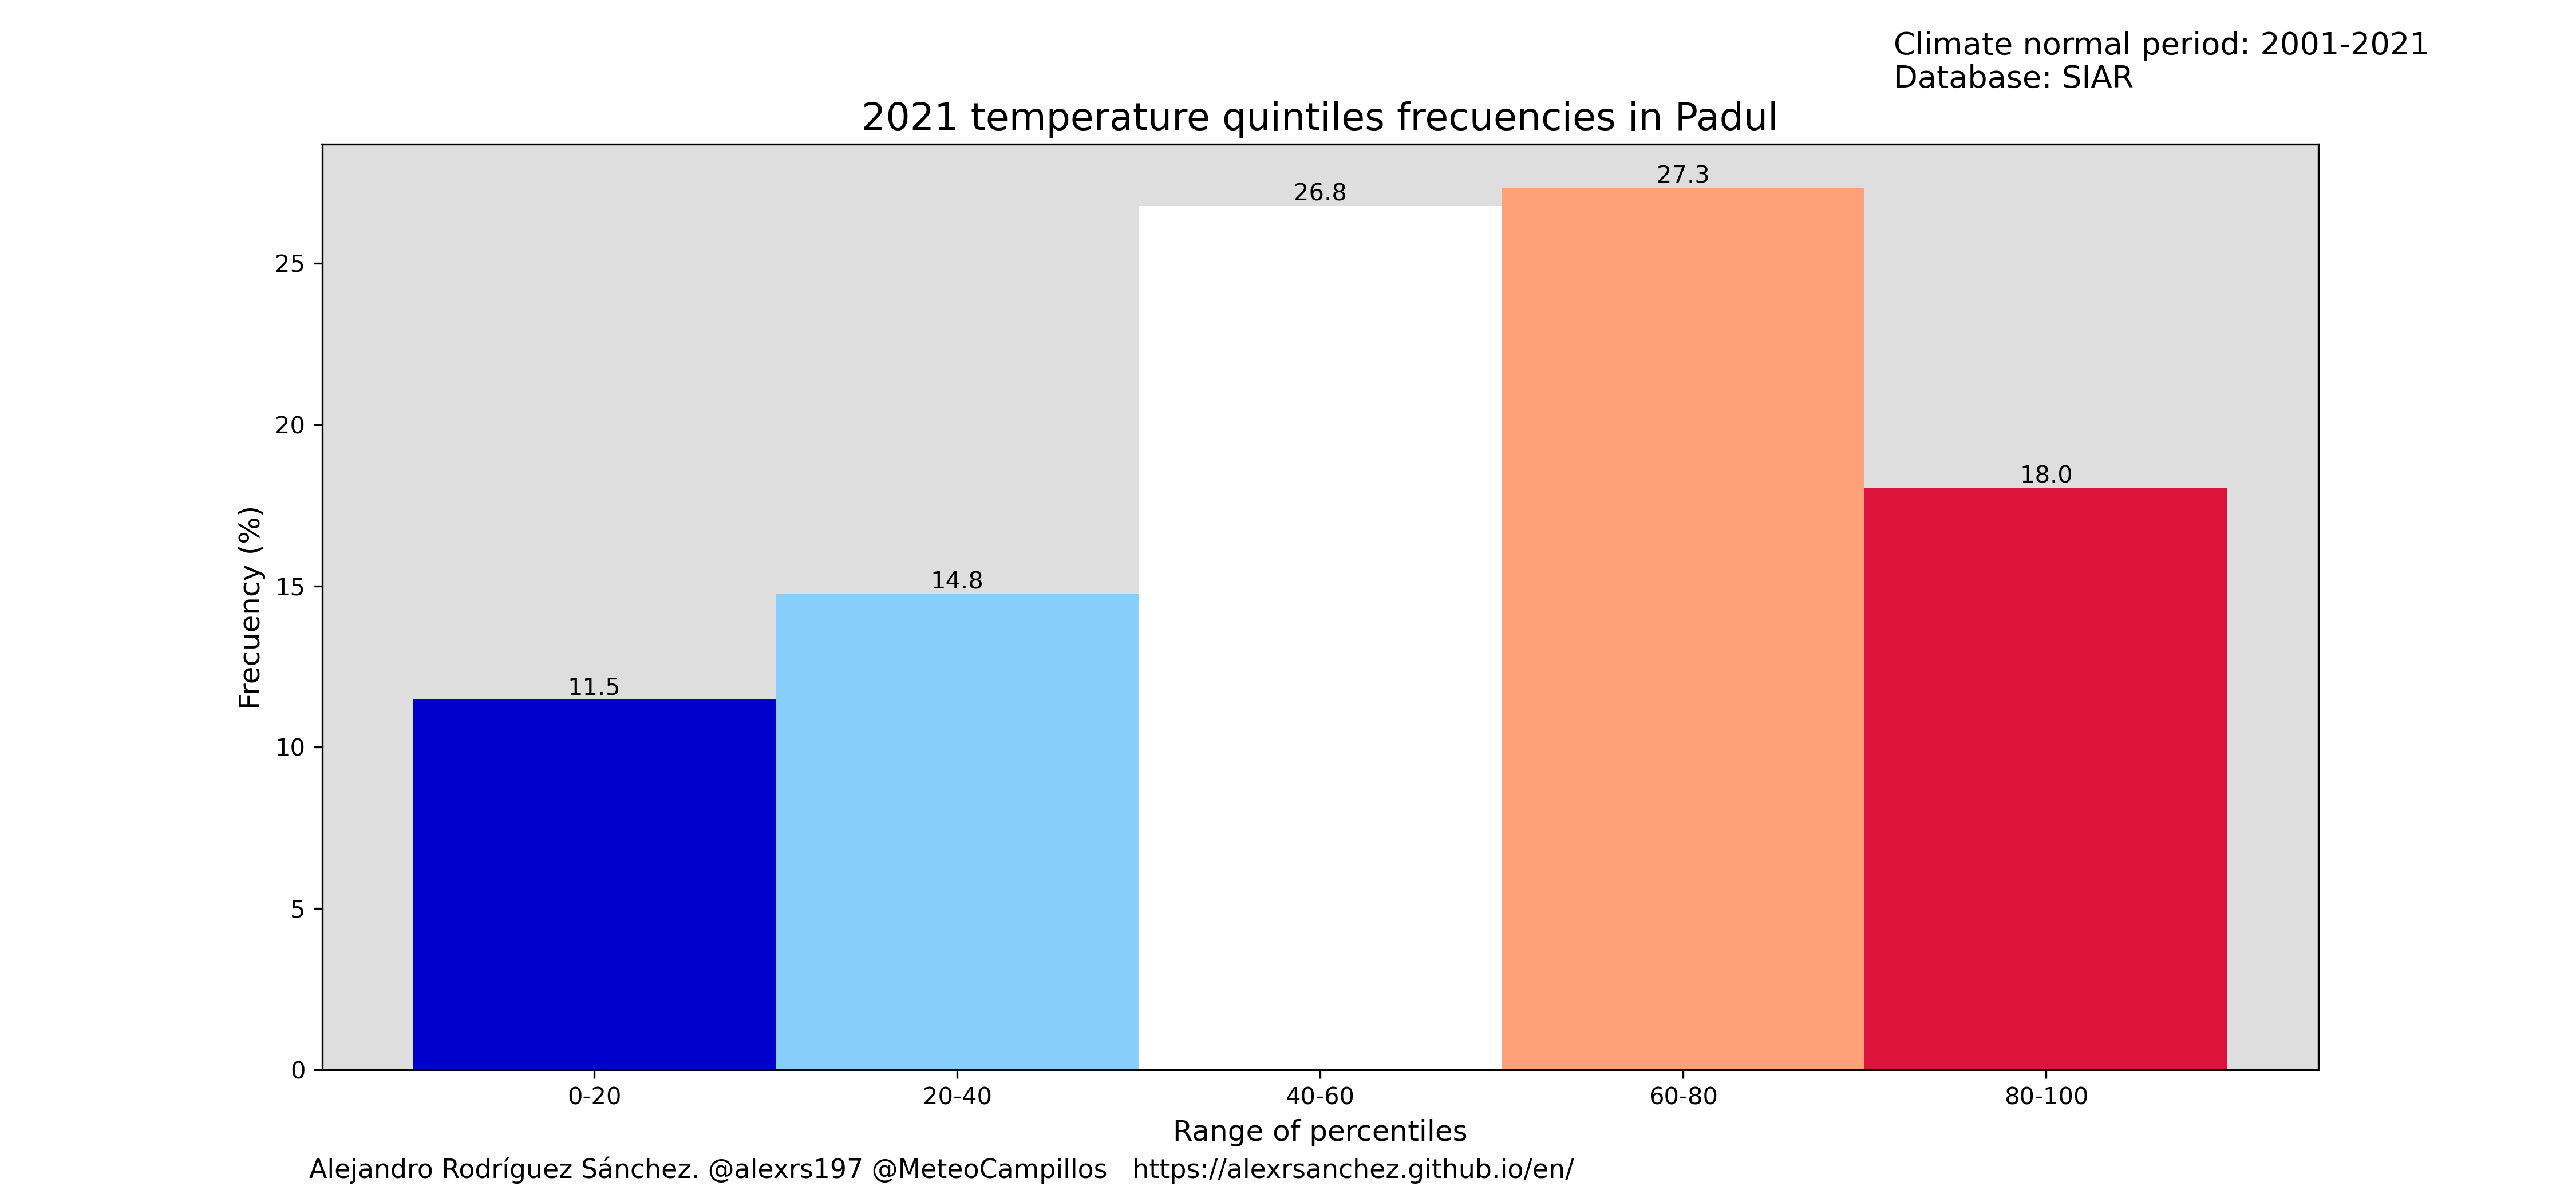 Climate normal period: 2001-2021
Database: SIAR
2021 temperature quintiles frecuencies in Padul
Frecuency (%)
25
20
15
10
5
0
11.5
14.8
26.8
27.3
18.0
0-20
20-40
40-60
60-80
80-100
Range of percentiles
Alejandro Rodríguez Sánchez. @alexrs197 @MeteoCampillos https://alexrsanchez.github.io/en/